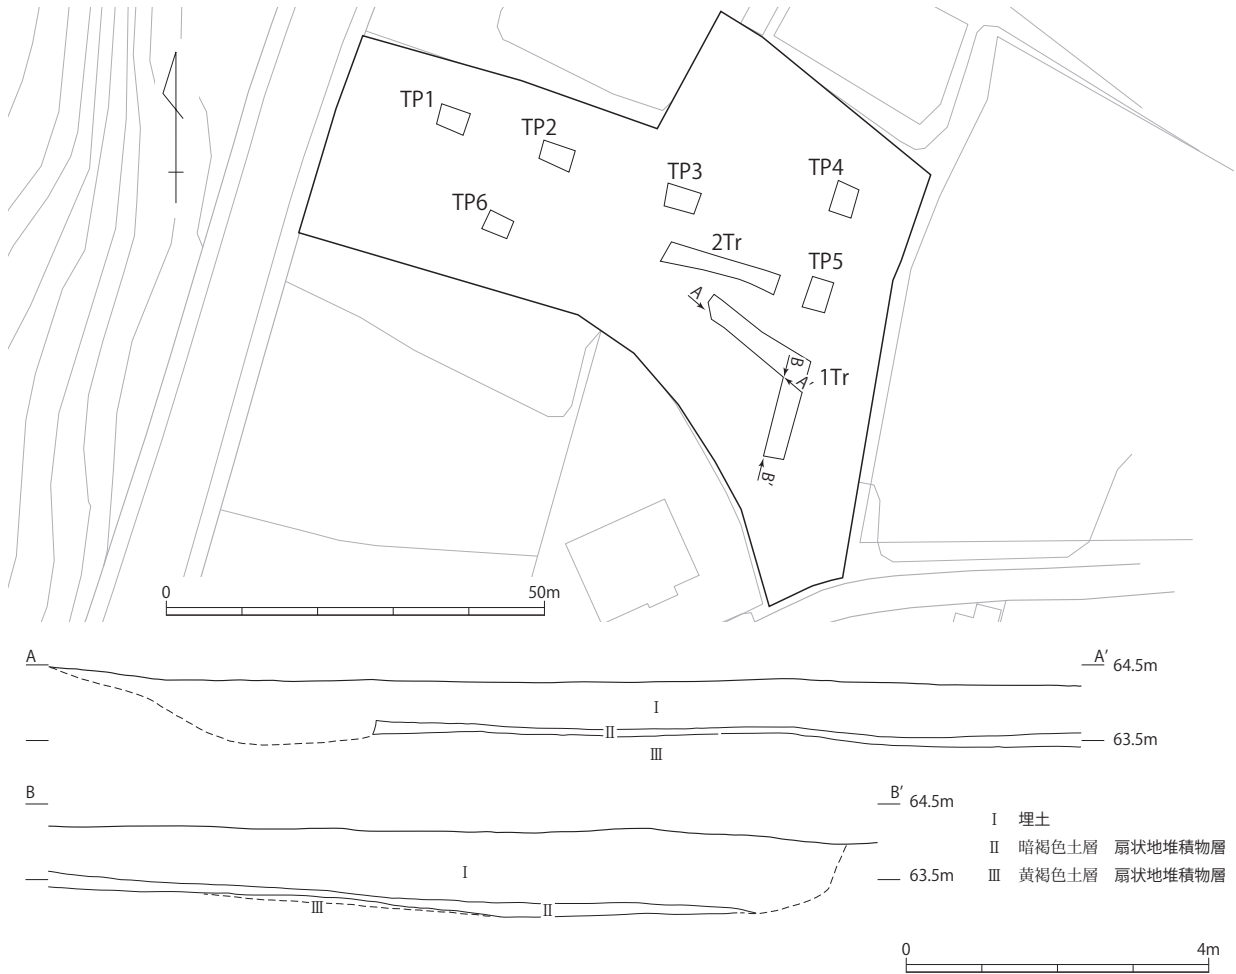 TP1
TP2
TP3
TP4
TP6
2Tr
TP5
A
B
A'
1Tr
B'
0 50m
A A' 64.5m
Ⅰ
Ⅱ
63.5m
Ⅲ
B B' 64.5m
Ⅰ 埋土
Ⅱ 暗褐色土層 扇状地堆積物層
Ⅲ 黄褐色土層 扇状地堆積物層
Ⅰ
63.5m
Ⅲ
Ⅱ
0 4m